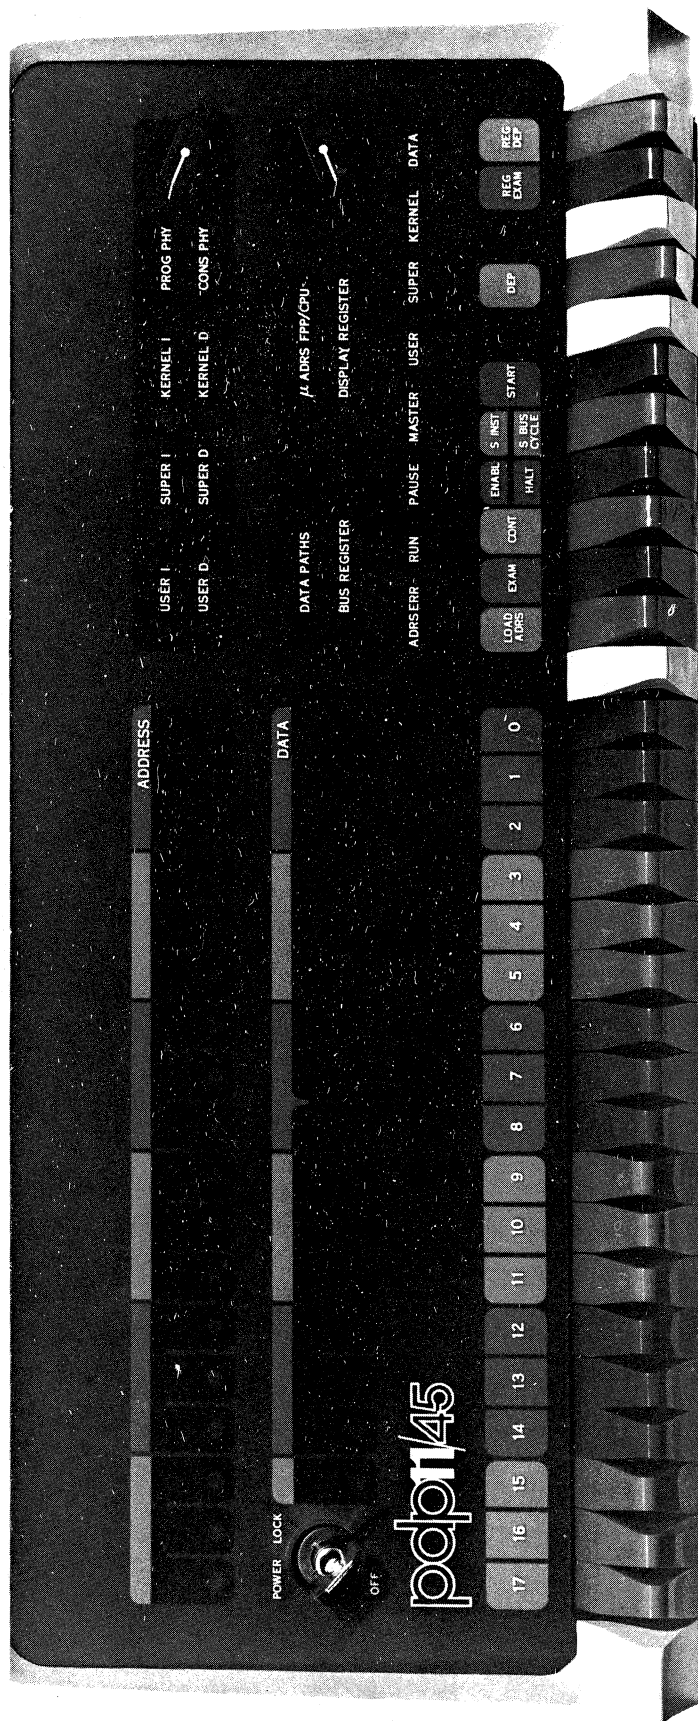 ADDRESS
USER I SUPER I KERNEL I PROG PHY
USER D SUPER D KERNEL D CONS PHY
POWER LOCK
OFF
DATA
DATA PATHS μ ADRS FPP/CPU
BUS REGISTER DISPLAY REGISTER
pdp11/45
ADRS ERR RUN PAUSE MASTER USER SUPER KERNEL DATA
17 16 15 14 13 12 11 10 9 8 7 6 5 4 3 2 1 0
LOAD ADRS
EXAM
CONT
ENABL
HALT
S INST
S BUS CYCLE
START
DEP
REG EXAM
REG DEP